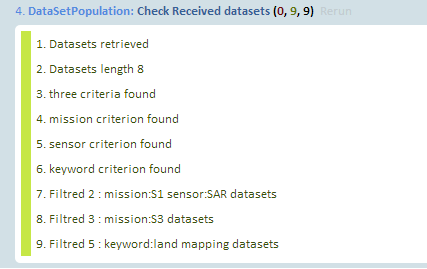 4. DataSetPopulation: Check Received datasets (0, 9, 9) Rerun
1. Datasets retrieved
2. Datasets length 8
3. three criteria found
4. mission criterion found
5. sensor criterion found
6. keyword criterion found
7. Filtred 2 : mission:S1 sensor:SAR datasets
8. Filtred 3 : mission:S3 datasets
9. Filtred 5 : keyword:land mapping datasets